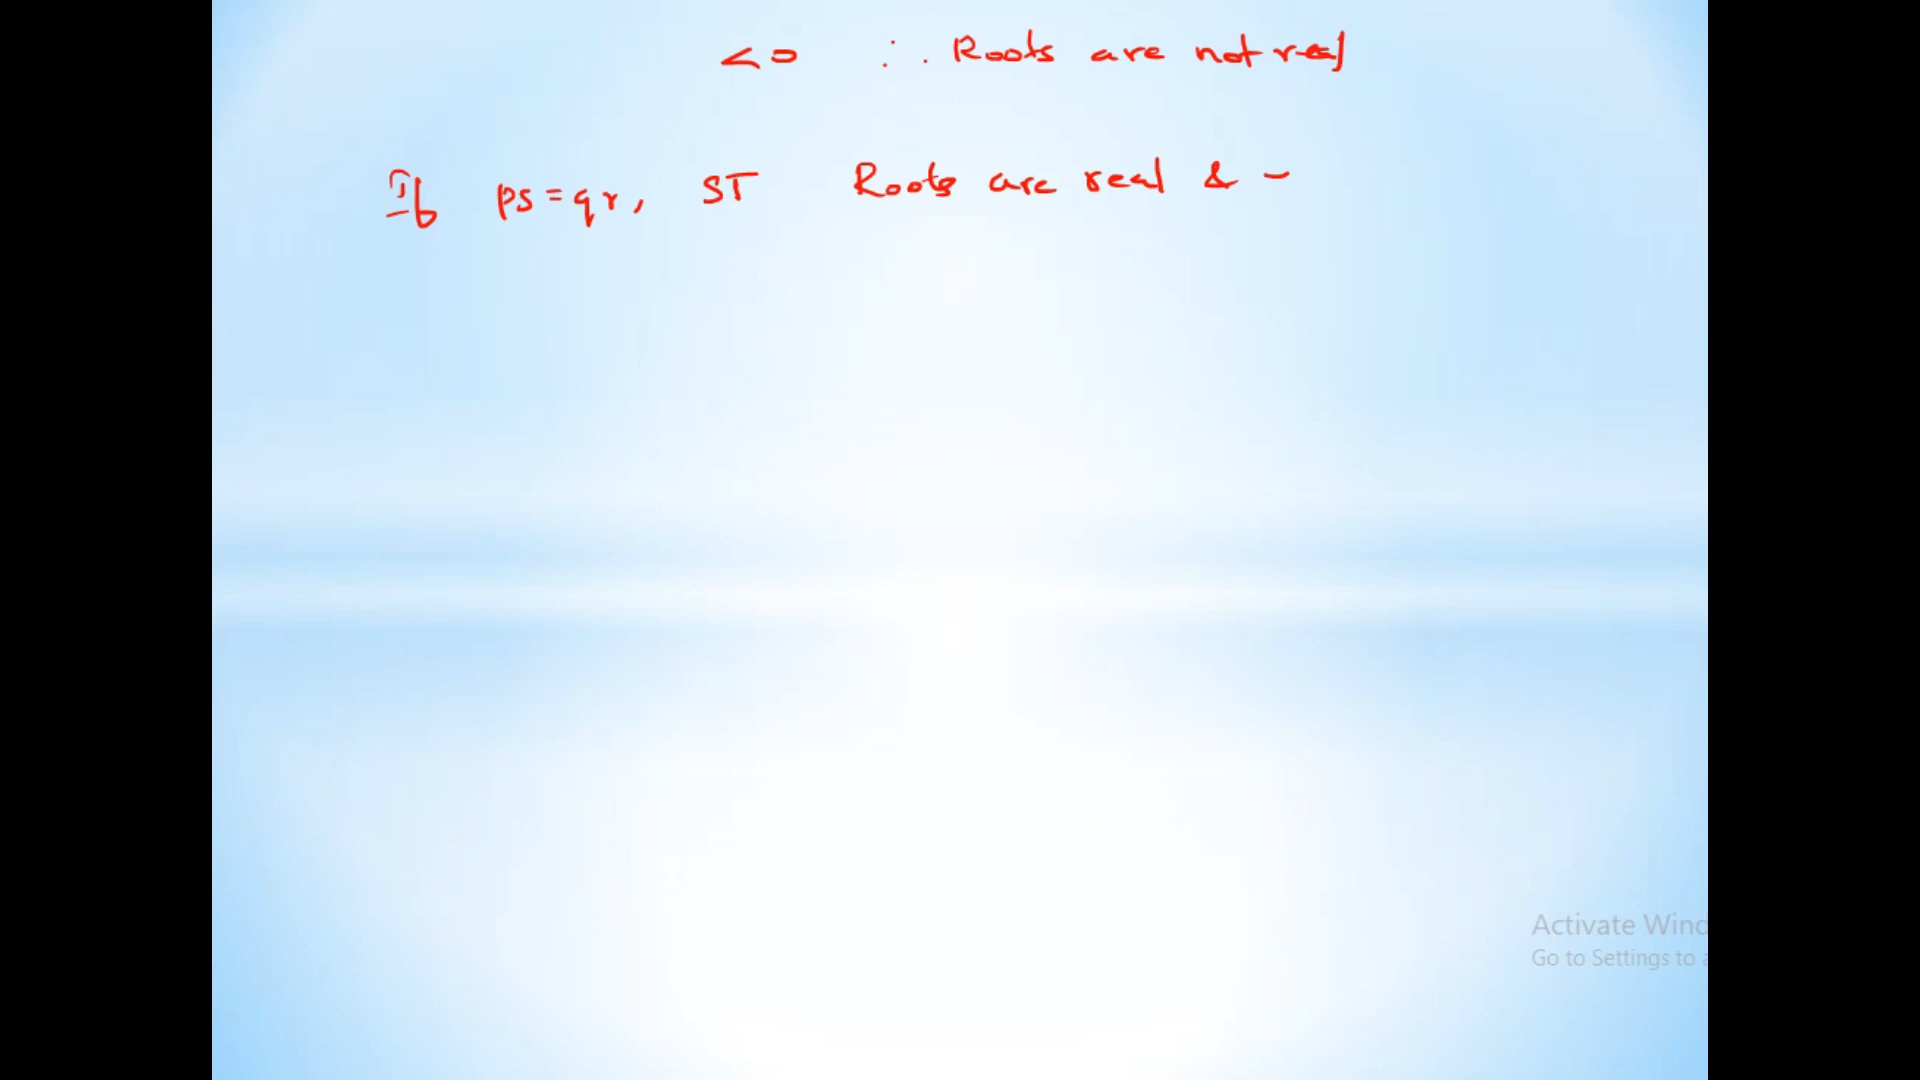 <0 ∴ Roots are not real
If ps=qr, ST Roots are real &
Activate Wind
Go to Settings to a